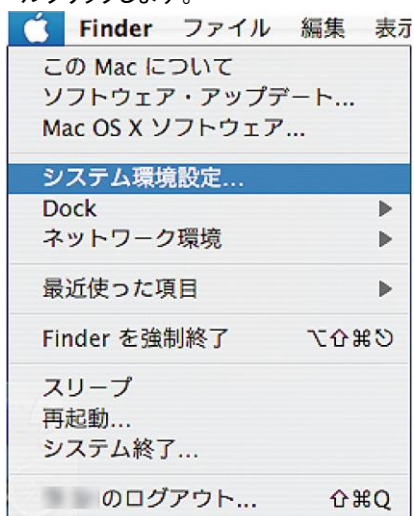 Finder ファイル 編集 表示
この Mac について
ソフトウェア・アップデート...
Mac OS X ソフトウェア...
システム環境設定...
Dock
ネットワーク環境
最近使った項目
Finder を強制終了 ⌥⇧⌘⎋
スリープ
再起動...
システム終了...
のログアウト... ⇧⌘Q